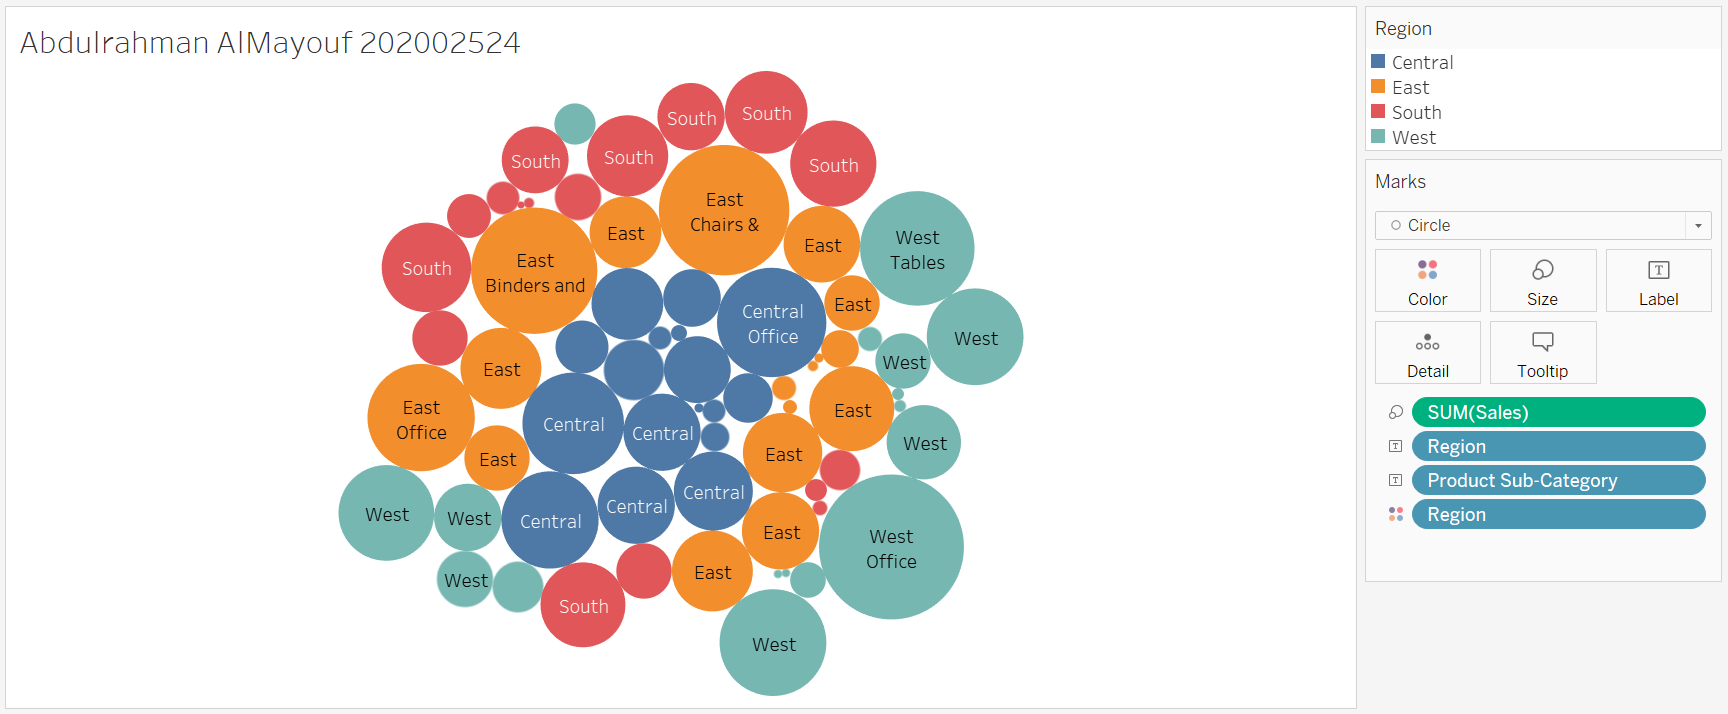 Abdulrahman AlMayouf 202002524
South
South
South
South
South
East
Chairs &
East
East
West
Tables
South
East
Binders and
Central
Office
East
West
West
East
East
Office
Central
Central
East
West
East
East
Central
Central
Central
West
West
East
West
Office
West
East
South
West
Region
Central
East
South
West
Marks
Circle
Color
Size
T
Label
Detail
Tooltip
SUM(Sales)
T
Region
T
Product Sub-Category
Region